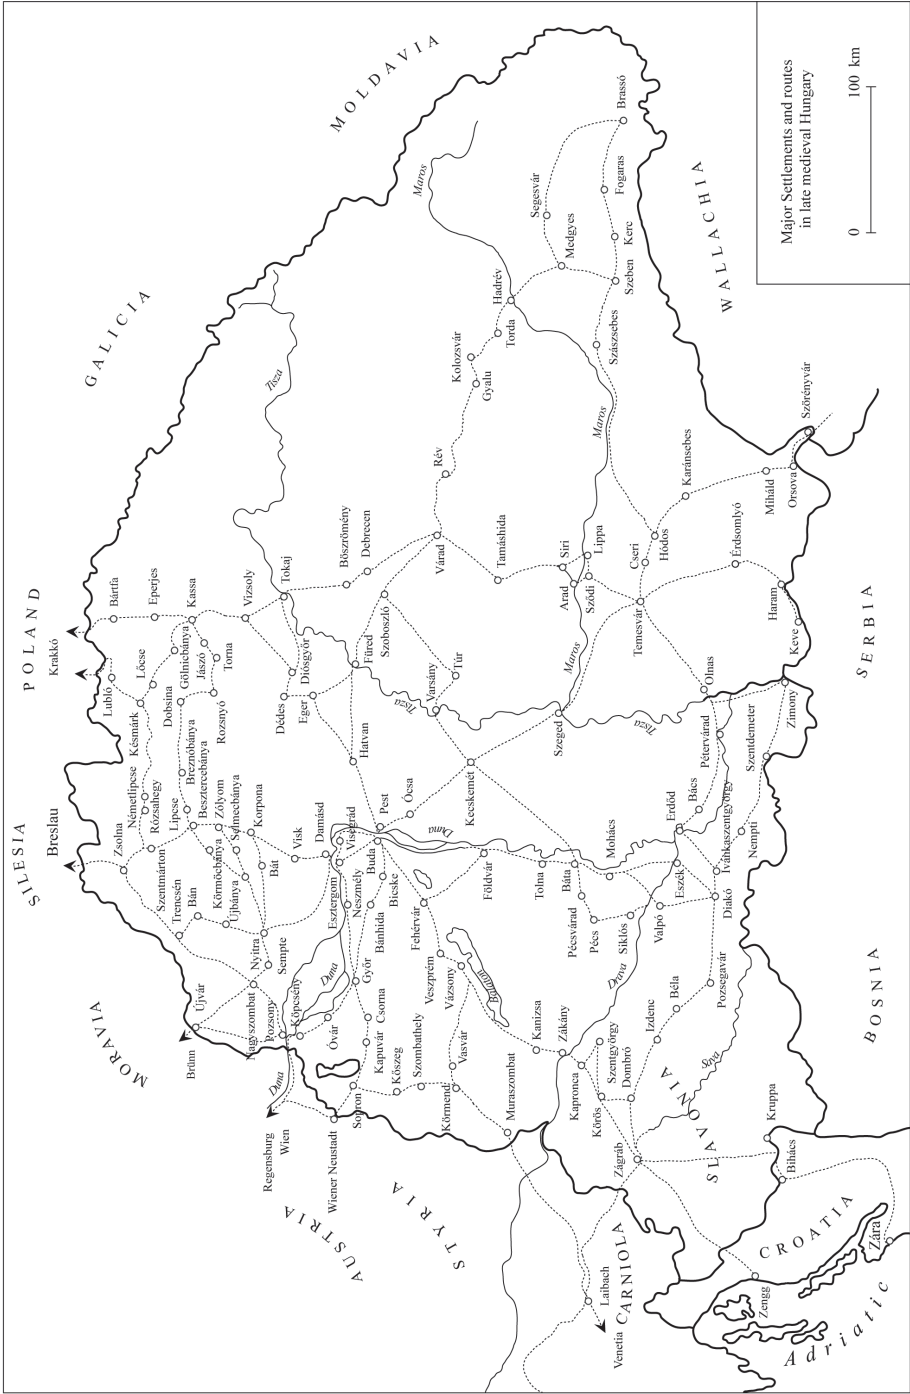 Major Settlements and routes
in late medieval Hungary
0
100 km
SILESIA
POLAND
GALICIA
MOLDAVIA
WALLACHIA
SERBIA
BOSNIA
SLAVONIA
CROATIA
CARNIOLA
STYRIA
AUSTRIA
MORAVIA
Adriatic
Breslau
Krakkó
Brünn
Regensburg
Wien
Wiener Neustadt
Venetia
Laibach
Zsolna
Szentmárton
Trencsén
Bán
Újbánya
Körmöcbánya
Németlipcse
Rózsahegy
Lipcse
Besztercebánya
Breznóbánya
Zólyom
Selmecbánya
Korpona
Bát
Visk
Damásd
Visegrád
Késmárk
Lubló
Lőcse
Dobsina
Gölnicbánya
Jászó
Torna
Rozsnyó
Bártfa
Eperjes
Kassa
Vizsoly
Tokaj
Diósgyőr
Dédes
Eger
Hatvan
Füred
Szoboszló
Böszörmény
Debrecen
Várad
Rév
Gyalu
Kolozsvár
Torda
Hadrév
Medgyes
Segesvár
Brassó
Fogaras
Kerc
Szeben
Szászsebes
Tamáshida
Siri
Arad
Lippa
Sződi
Cseri
Hódos
Temesvár
Karánsebes
Miháld
Orsova
Szörényvár
Érdsomlyó
Haram
Keve
Zimony
Olnas
Pétervárad
Szentdemeter
Bács
Erdőd
Ivánkaszentgyörgy
Nempti
Eszék
Diakó
Valpó
Siklós
Pécs
Pécsvárad
Báta
Mohács
Tolna
Földvár
Szeged
Kecskemét
Ócsa
Pest
Buda
Varsány
Túr
Esztergom
Neszmély
Bánhida
Bicske
Fehérvár
Veszprém
Vázsony
Győr
Csorna
Kapuvár
Óvár
Köpcsény
Pozsony
Nagyszombat
Újvár
Nyitra
Sempte
Sopron
Kőszeg
Szombathely
Vasvár
Körmend
Muraszombat
Kanizsa
Zákány
Kapronca
Szentgyörgy
Dombró
Körös
Izdenc
Béla
Pozsegavár
Zágráb
Kruppa
Bihács
Zára
Zengg
Duna
Duna
Duna
Tisza
Tisza
Tisza
Maros
Maros
Maros
Dráva
Száva
Balaton